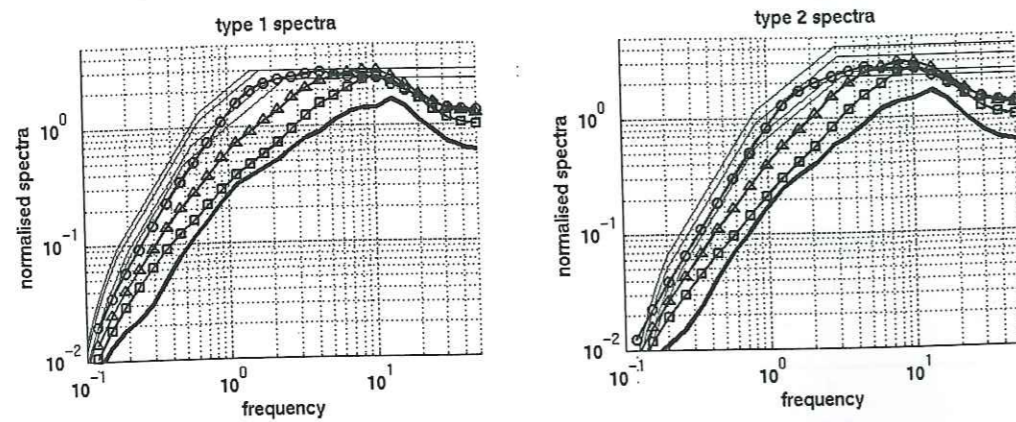 type 1 spectra
normalised spectra
10^0
10^-1
10^-2
10^-1
10^0
10^1
frequency
type 2 spectra
normalised spectra
10^0
10^-1
10^-2
10^-1
10^0
10^1
frequency